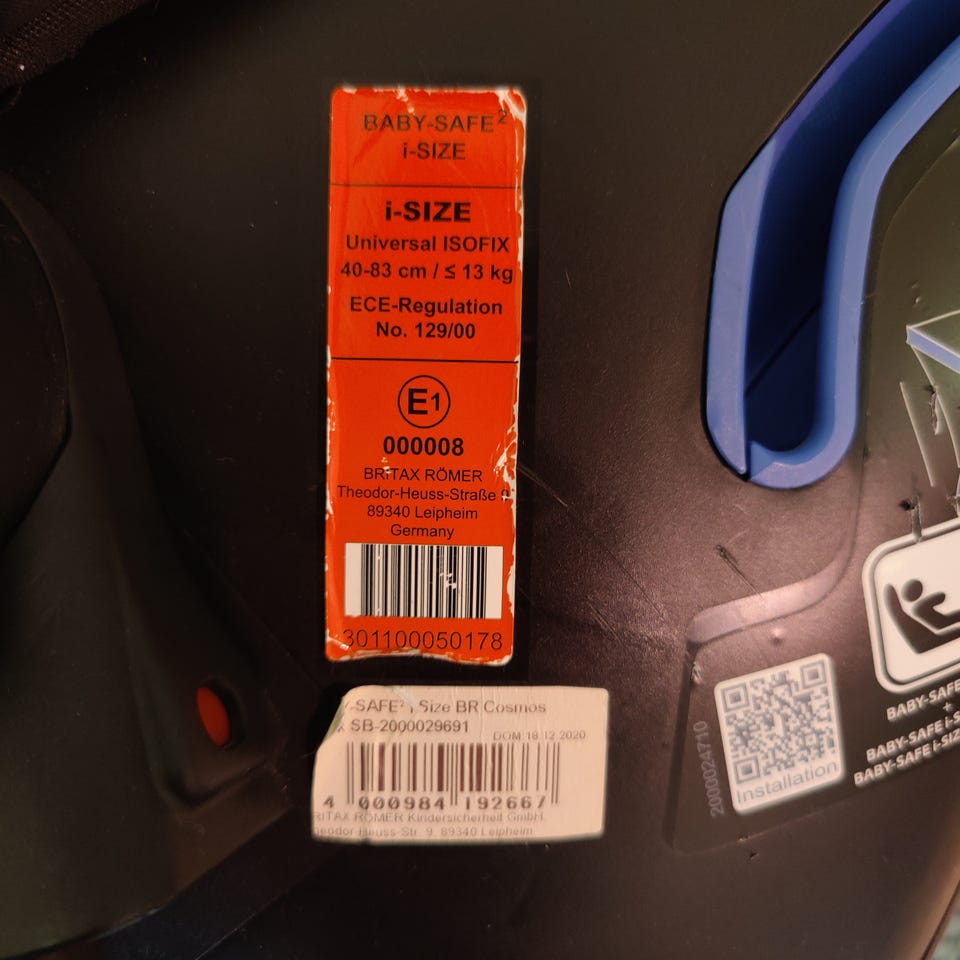 BABY-SAFE²
i-SIZE
i-SIZE
Universal ISOFIX
40-83 cm / ≤ 13 kg
ECE-Regulation
No. 129/00
E1
000008
BRITAX RÖMER
Theodor-Heuss-Straße 9
89340 Leipheim
Germany
301100050178
-SAFE² i-Size BR Cosmos
SB-2000029691
DOM:18.12.2020
4 000984 192667
RITAX RÖMER Kindersicherheit GmbH.
eodor-Heuss-Str. 9, 89340 Leipheim
2000024710
Installation
BABY-SAFE
+
BABY-SAFE i-S
BABY-SAFE i-SIZ